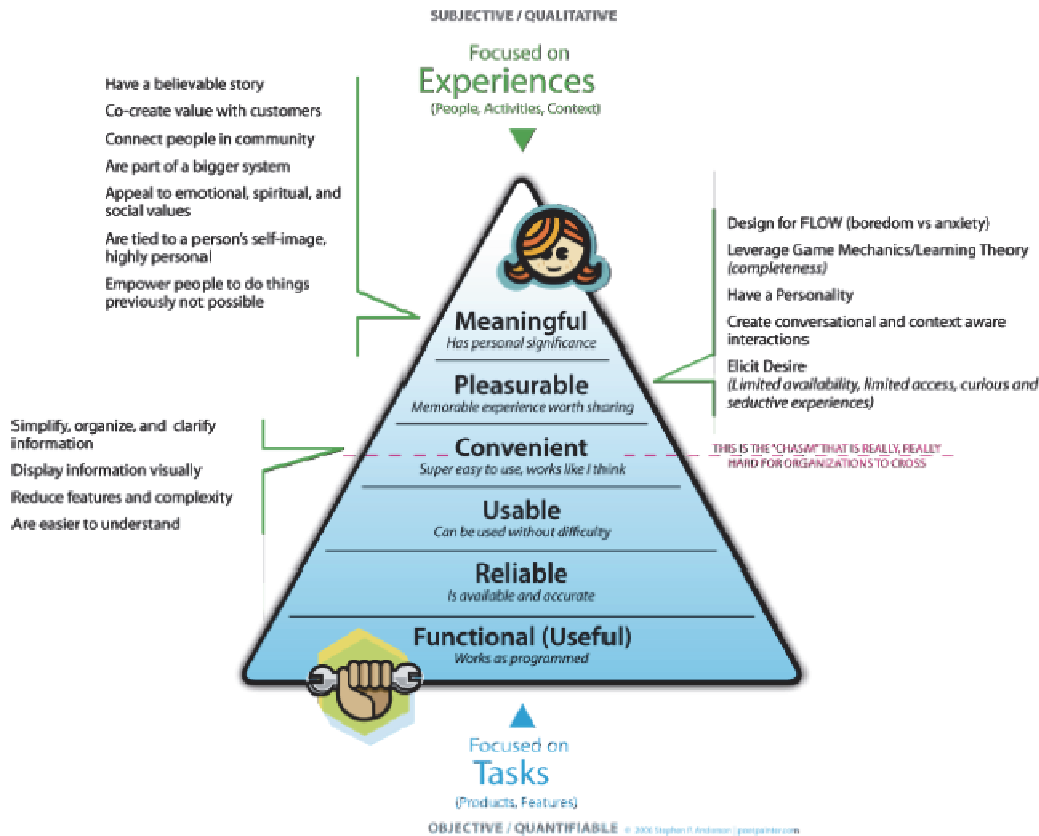 SUBJECTIVE / QUALITATIVE
Focused on
Experiences
(People, Activities, Context)
Have a believable story
Co-create value with customers
Connect people in community
Are part of a bigger system
Appeal to emotional, spiritual, and
social values
Are tied to a person's self-image,
highly personal
Empower people to do things
previously not possible
Design for FLOW (boredom vs anxiety)
Leverage Game Mechanics/Learning Theory
(completeness)
Have a Personality
Create conversational and context aware
interactions
Elicit Desire
(Limited availability, limited access, curious and
seductive experiences)
Meaningful
Has personal significance
Pleasurable
Memorable experience worth sharing
Simplify, organize, and clarify
information
Display information visually
Reduce features and complexity
Are easier to understand
Convenient
Super easy to use, works like I think
THIS IS THE "CHASM" THAT IS REALLY, REALLY
HARD FOR ORGANIZATIONS TO CROSS
Usable
Can be used without difficulty
Reliable
Is available and accurate
Functional (Useful)
Works as programmed
Focused on
Tasks
(Products, Features)
OBJECTIVE / QUANTIFIABLE © 2006 Stephen P. Anderson | poetpainter.com